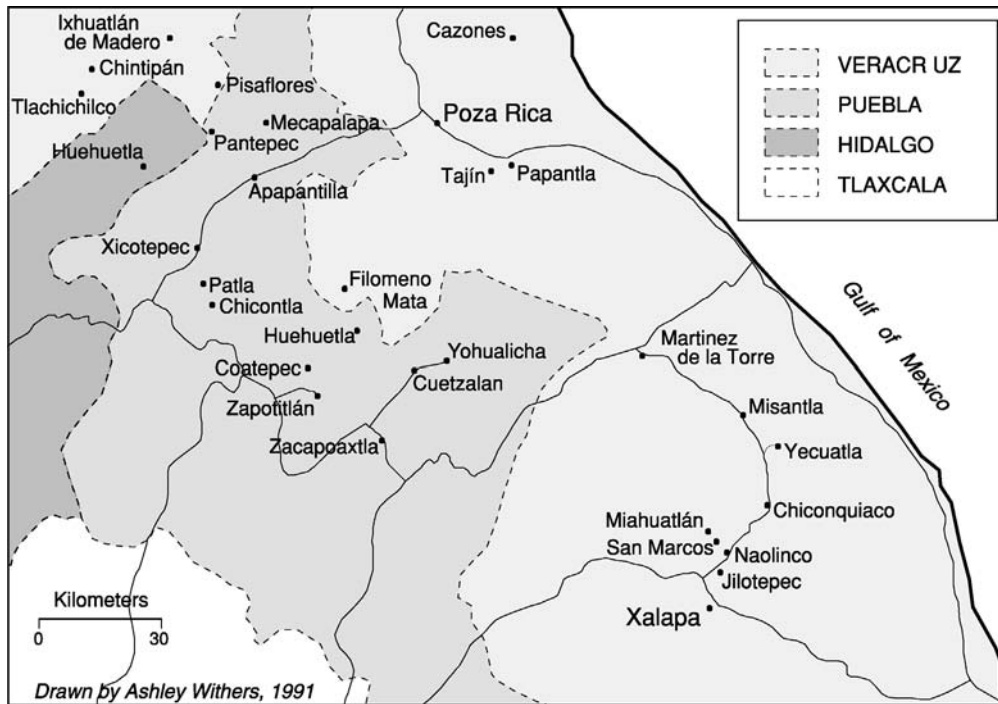 Ixhuatlán
de Madero
Chintipán
Tlachichilco
Pisaflores
Mecapalapa
Pantepec
Huehuetla
Apapantilla
Cazones
Poza Rica
Tajín
Papantla
VERACR UZ
PUEBLA
HIDALGO
TLAXCALA
Xicotepec
Patla
Chicontla
Filomeno
Mata
Huehuetla
Yohualicha
Coatepec
Cuetzalan
Zapotitlán
Zacapoaxtla
Martinez
de la Torre
Gulf of Mexico
Misantla
Yecuatla
Chiconquiaco
Miahuatlán
San Marcos
Naolinco
Jilotepec
Xalapa
Kilometers
0 30
Drawn by Ashley Withers, 1991